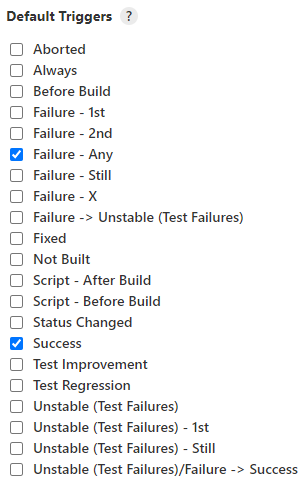 Default Triggers ?
Aborted
Always
Before Build
Failure - 1st
Failure - 2nd
Failure - Any
Failure - Still
Failure - X
Failure -> Unstable (Test Failures)
Fixed
Not Built
Script - After Build
Script - Before Build
Status Changed
Success
Test Improvement
Test Regression
Unstable (Test Failures)
Unstable (Test Failures) - 1st
Unstable (Test Failures) - Still
Unstable (Test Failures)/Failure -> Success